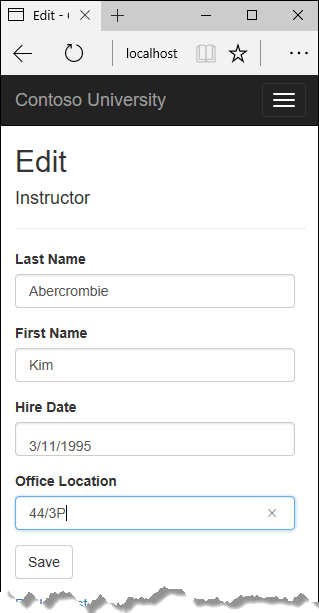 Edit -
localhost
Contoso University
Edit
Instructor
Last Name
Abercrombie
First Name
Kim
Hire Date
3/11/1995
Office Location
44/3P
Save